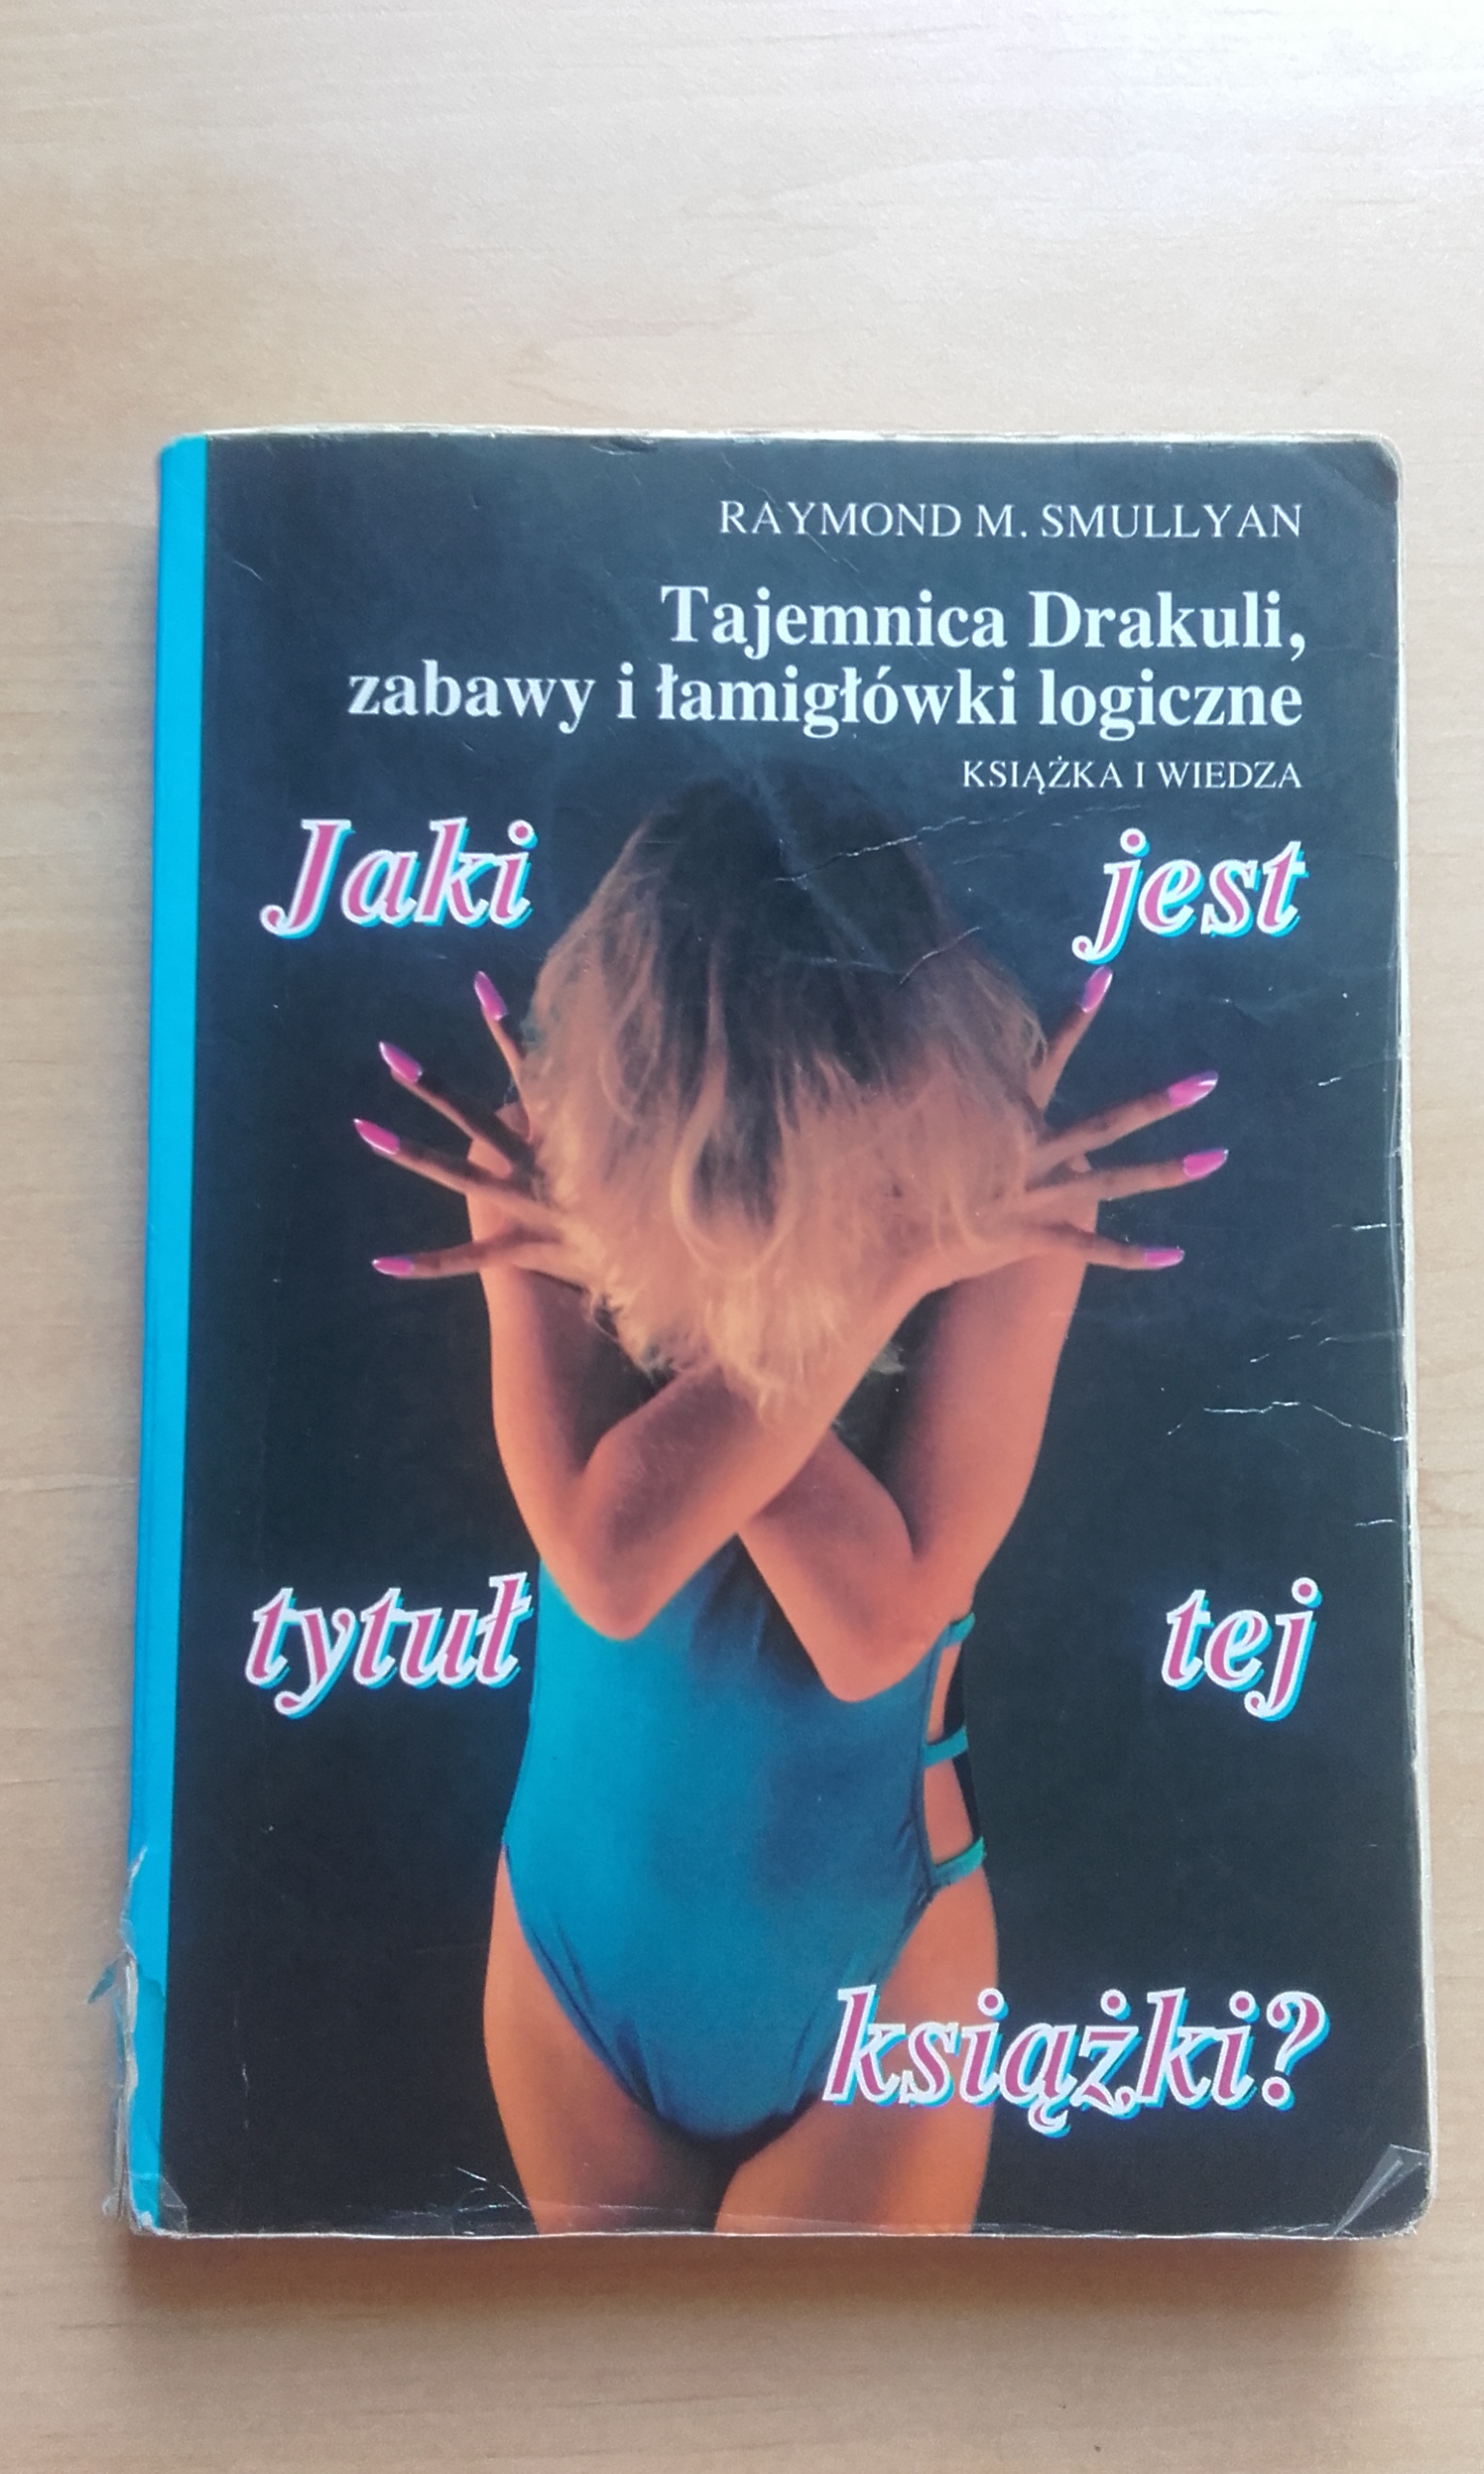 RAYMOND M. SMULLYAN
Tajemnica Drakuli,
zabawy i łamigłówki logiczne
KSIĄŻKA I WIEDZA
Jaki jest
tytuł tej
książki?